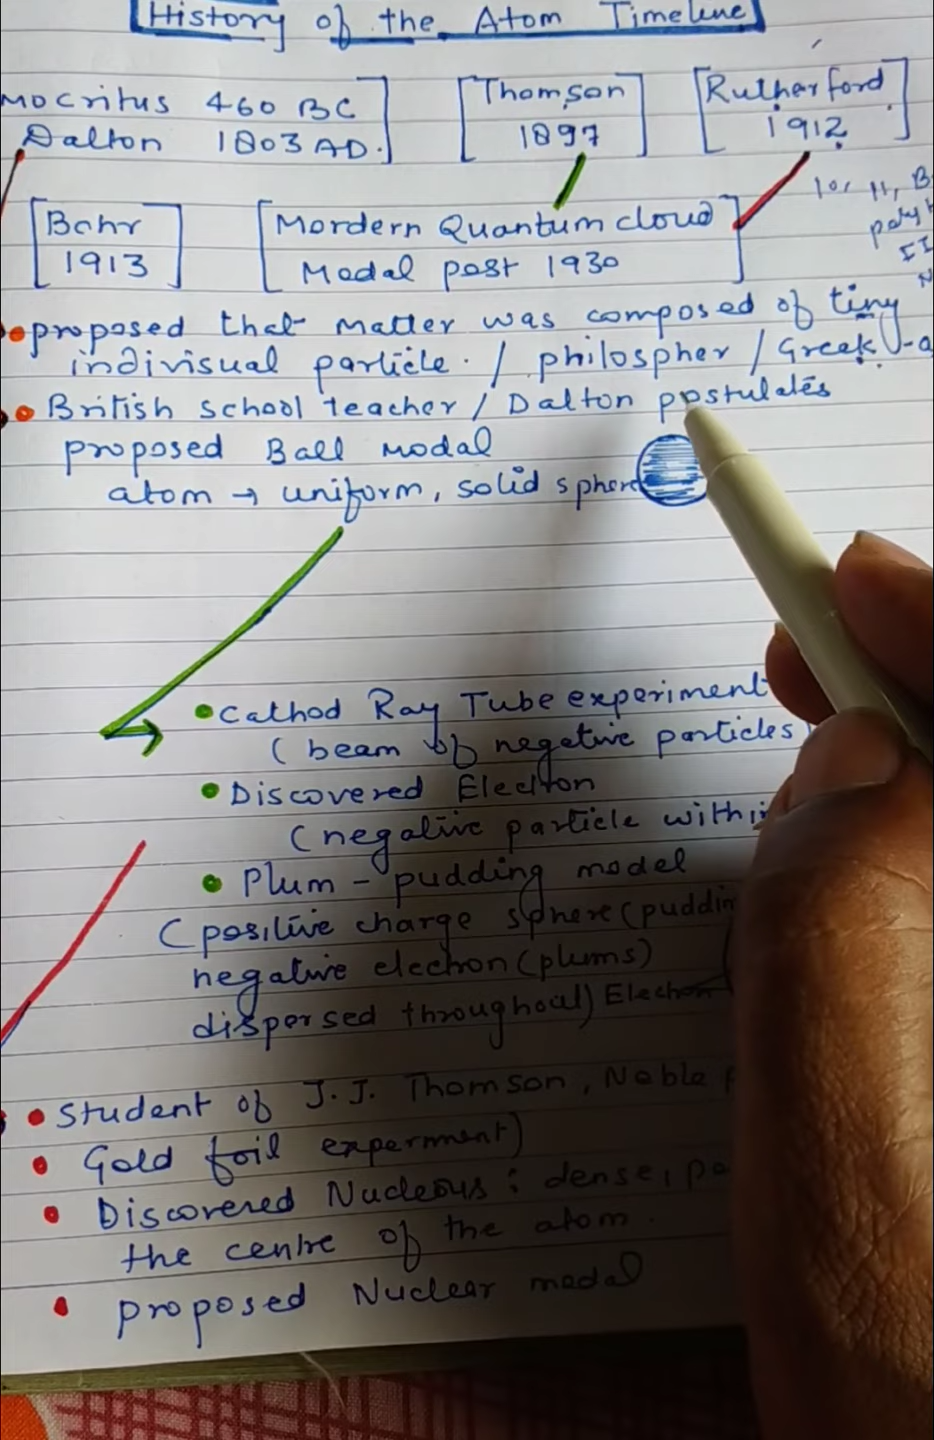 History of the Atom Timeline
mocritus 460 BC
Dalton 1803 AD.
Thomson
1897
Rutherford
1912
Bohr
1913
Mordern Quantum cloud
Modal post 1930
proposed that matter was composed of tiny
indivisual particle. / philospher / Greek
British school teacher / Dalton postulates
proposed Ball modal
atom → uniform, solid sphere
Cathod Ray Tube experiment
(beam of negative particles)
Discovered Electron
(negative particle within
Plum - pudding model
(positive charge sphere (puddin
negative electron (plums)
dispersed throughout) Electron
Student of J.J. Thomson, Noble
Gold foil experment)
Discovered Nucleous : dense,
the centre of the atom.
proposed Nuclear modal